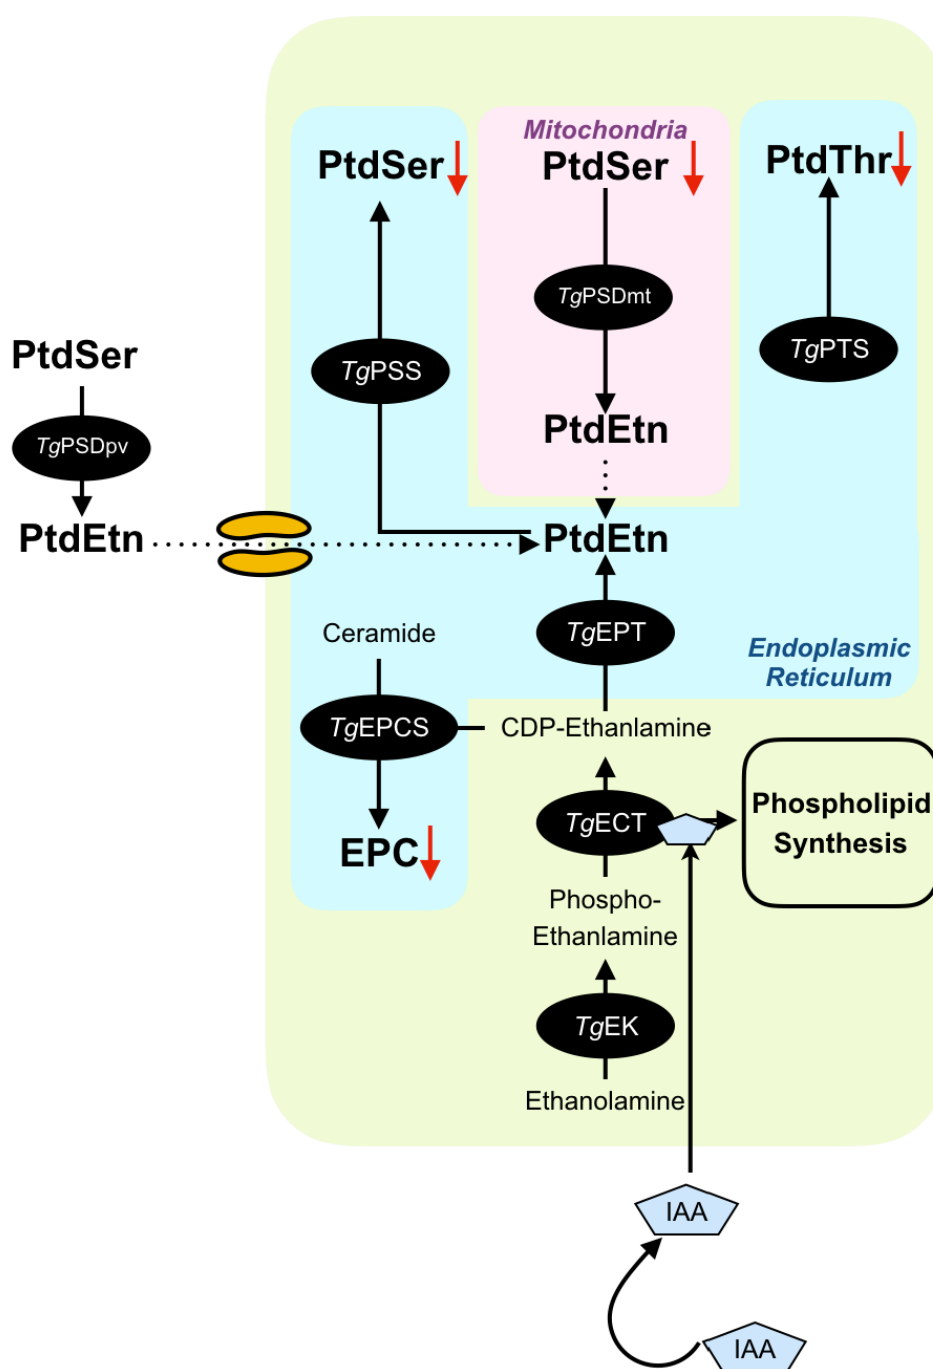 Mitochondria
PtdSer
PtdSer
PtdThr
TgPSDmt
TgPTS
PtdSer
TgPSS
TgPSDpv
PtdEtn
PtdEtn
PtdEtn
Ceramide
TgEPT
Endoplasmic
Reticulum
TgEPCS
CDP-Ethanlamine
Phospholipid
Synthesis
TgECT
EPC
Phospho-
Ethanlamine
TgEK
Ethanolamine
IAA
IAA